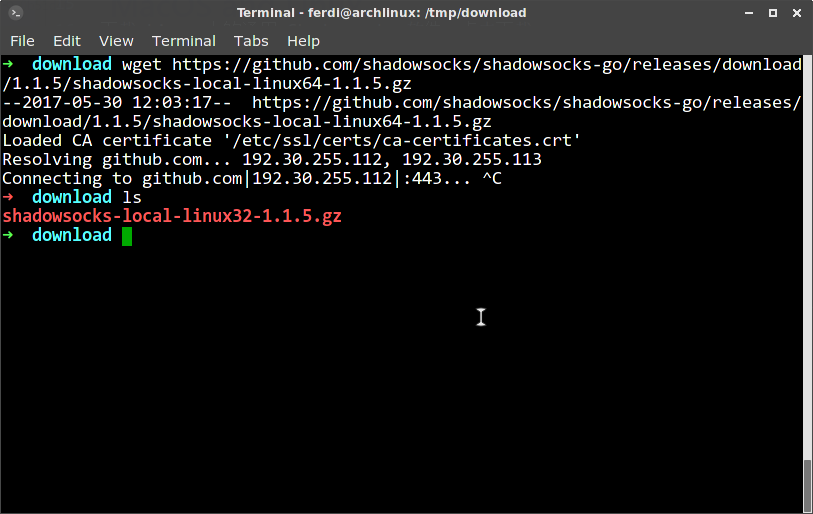 Terminal - ferdi@archlinux: /tmp/download
File Edit View Terminal Tabs Help
➜ download wget https://github.com/shadowsocks/shadowsocks-go/releases/download
/1.1.5/shadowsocks-local-linux64-1.1.5.gz
--2017-05-30 12:03:17-- https://github.com/shadowsocks/shadowsocks-go/releases/
download/1.1.5/shadowsocks-local-linux64-1.1.5.gz
Loaded CA certificate '/etc/ssl/certs/ca-certificates.crt'
Resolving github.com... 192.30.255.112, 192.30.255.113
Connecting to github.com|192.30.255.112|:443... ^C
➜ download ls
shadowsocks-local-linux32-1.1.5.gz
➜ download